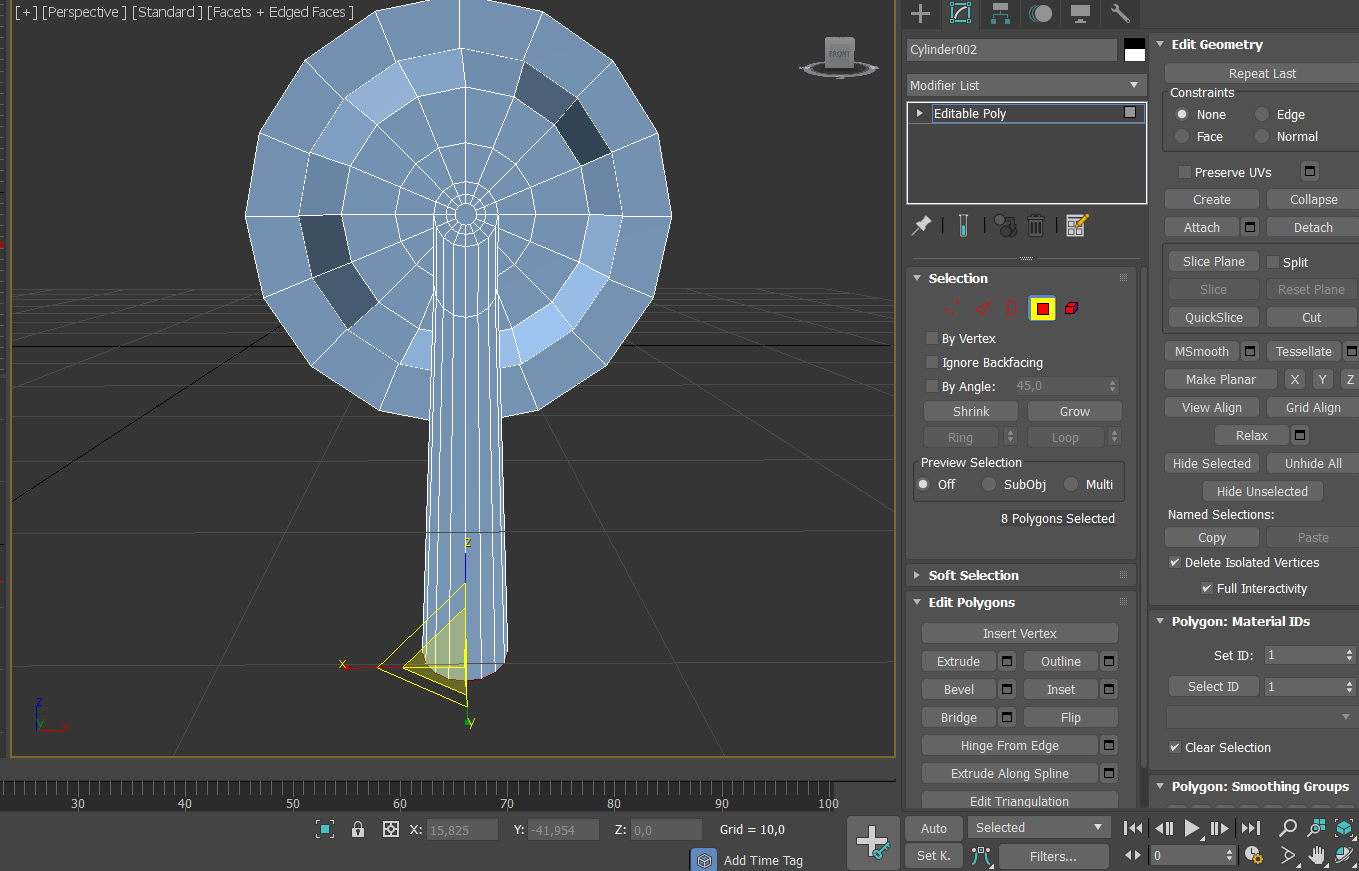 [+] [Perspective ] [Standard ] [Facets + Edged Faces ]
FRONT
z
x
y
z
y
x
30
40
50
60
70
80
90
100
X: 15,825
Y: -41,954
Z: 0,0
Grid = 10,0
Add Time Tag
Cylinder002
Modifier List
Editable Poly
Selection
By Vertex
Ignore Backfacing
By Angle: 45,0
Shrink Grow
Ring Loop
Preview Selection
Off SubObj Multi
8 Polygons Selected
Soft Selection
Edit Polygons
Insert Vertex
Extrude Outline
Bevel Inset
Bridge Flip
Hinge From Edge
Extrude Along Spline
Edit Triangulation
Edit Geometry
Repeat Last
Constraints
None Edge
Face Normal
Preserve UVs
Create Collapse
Attach Detach
Slice Plane Split
Slice Reset Plane
QuickSlice Cut
MSmooth Tessellate
Make Planar X Y Z
View Align Grid Align
Relax
Hide Selected Unhide All
Hide Unselected
Named Selections:
Copy Paste
Delete Isolated Vertices
Full Interactivity
Polygon: Material IDs
Set ID: 1
Select ID 1
Clear Selection
Polygon: Smoothing Groups
Auto Selected
Set K. Filters... 0